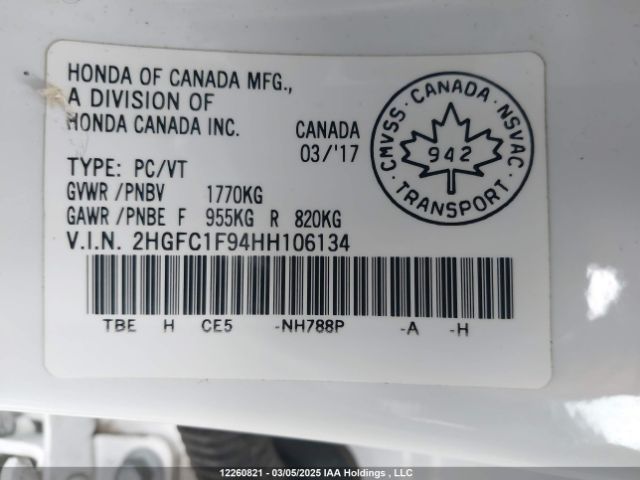 HONDA OF CANADA MFG.,
A DIVISION OF
HONDA CANADA INC.
CANADA
03/'17
TYPE: PC/VT
GVWR/PNBV 1770KG
GAWR/PNBE F 955KG R 820KG
V.I.N. 2HGFC1F94HH106134
TBE H CE5 -NH788P -A -H
CMVSS · CANADA · NSVAC
942
TRANSPORT
12260821 - 03/05/2025 IAA Holdings , LLC